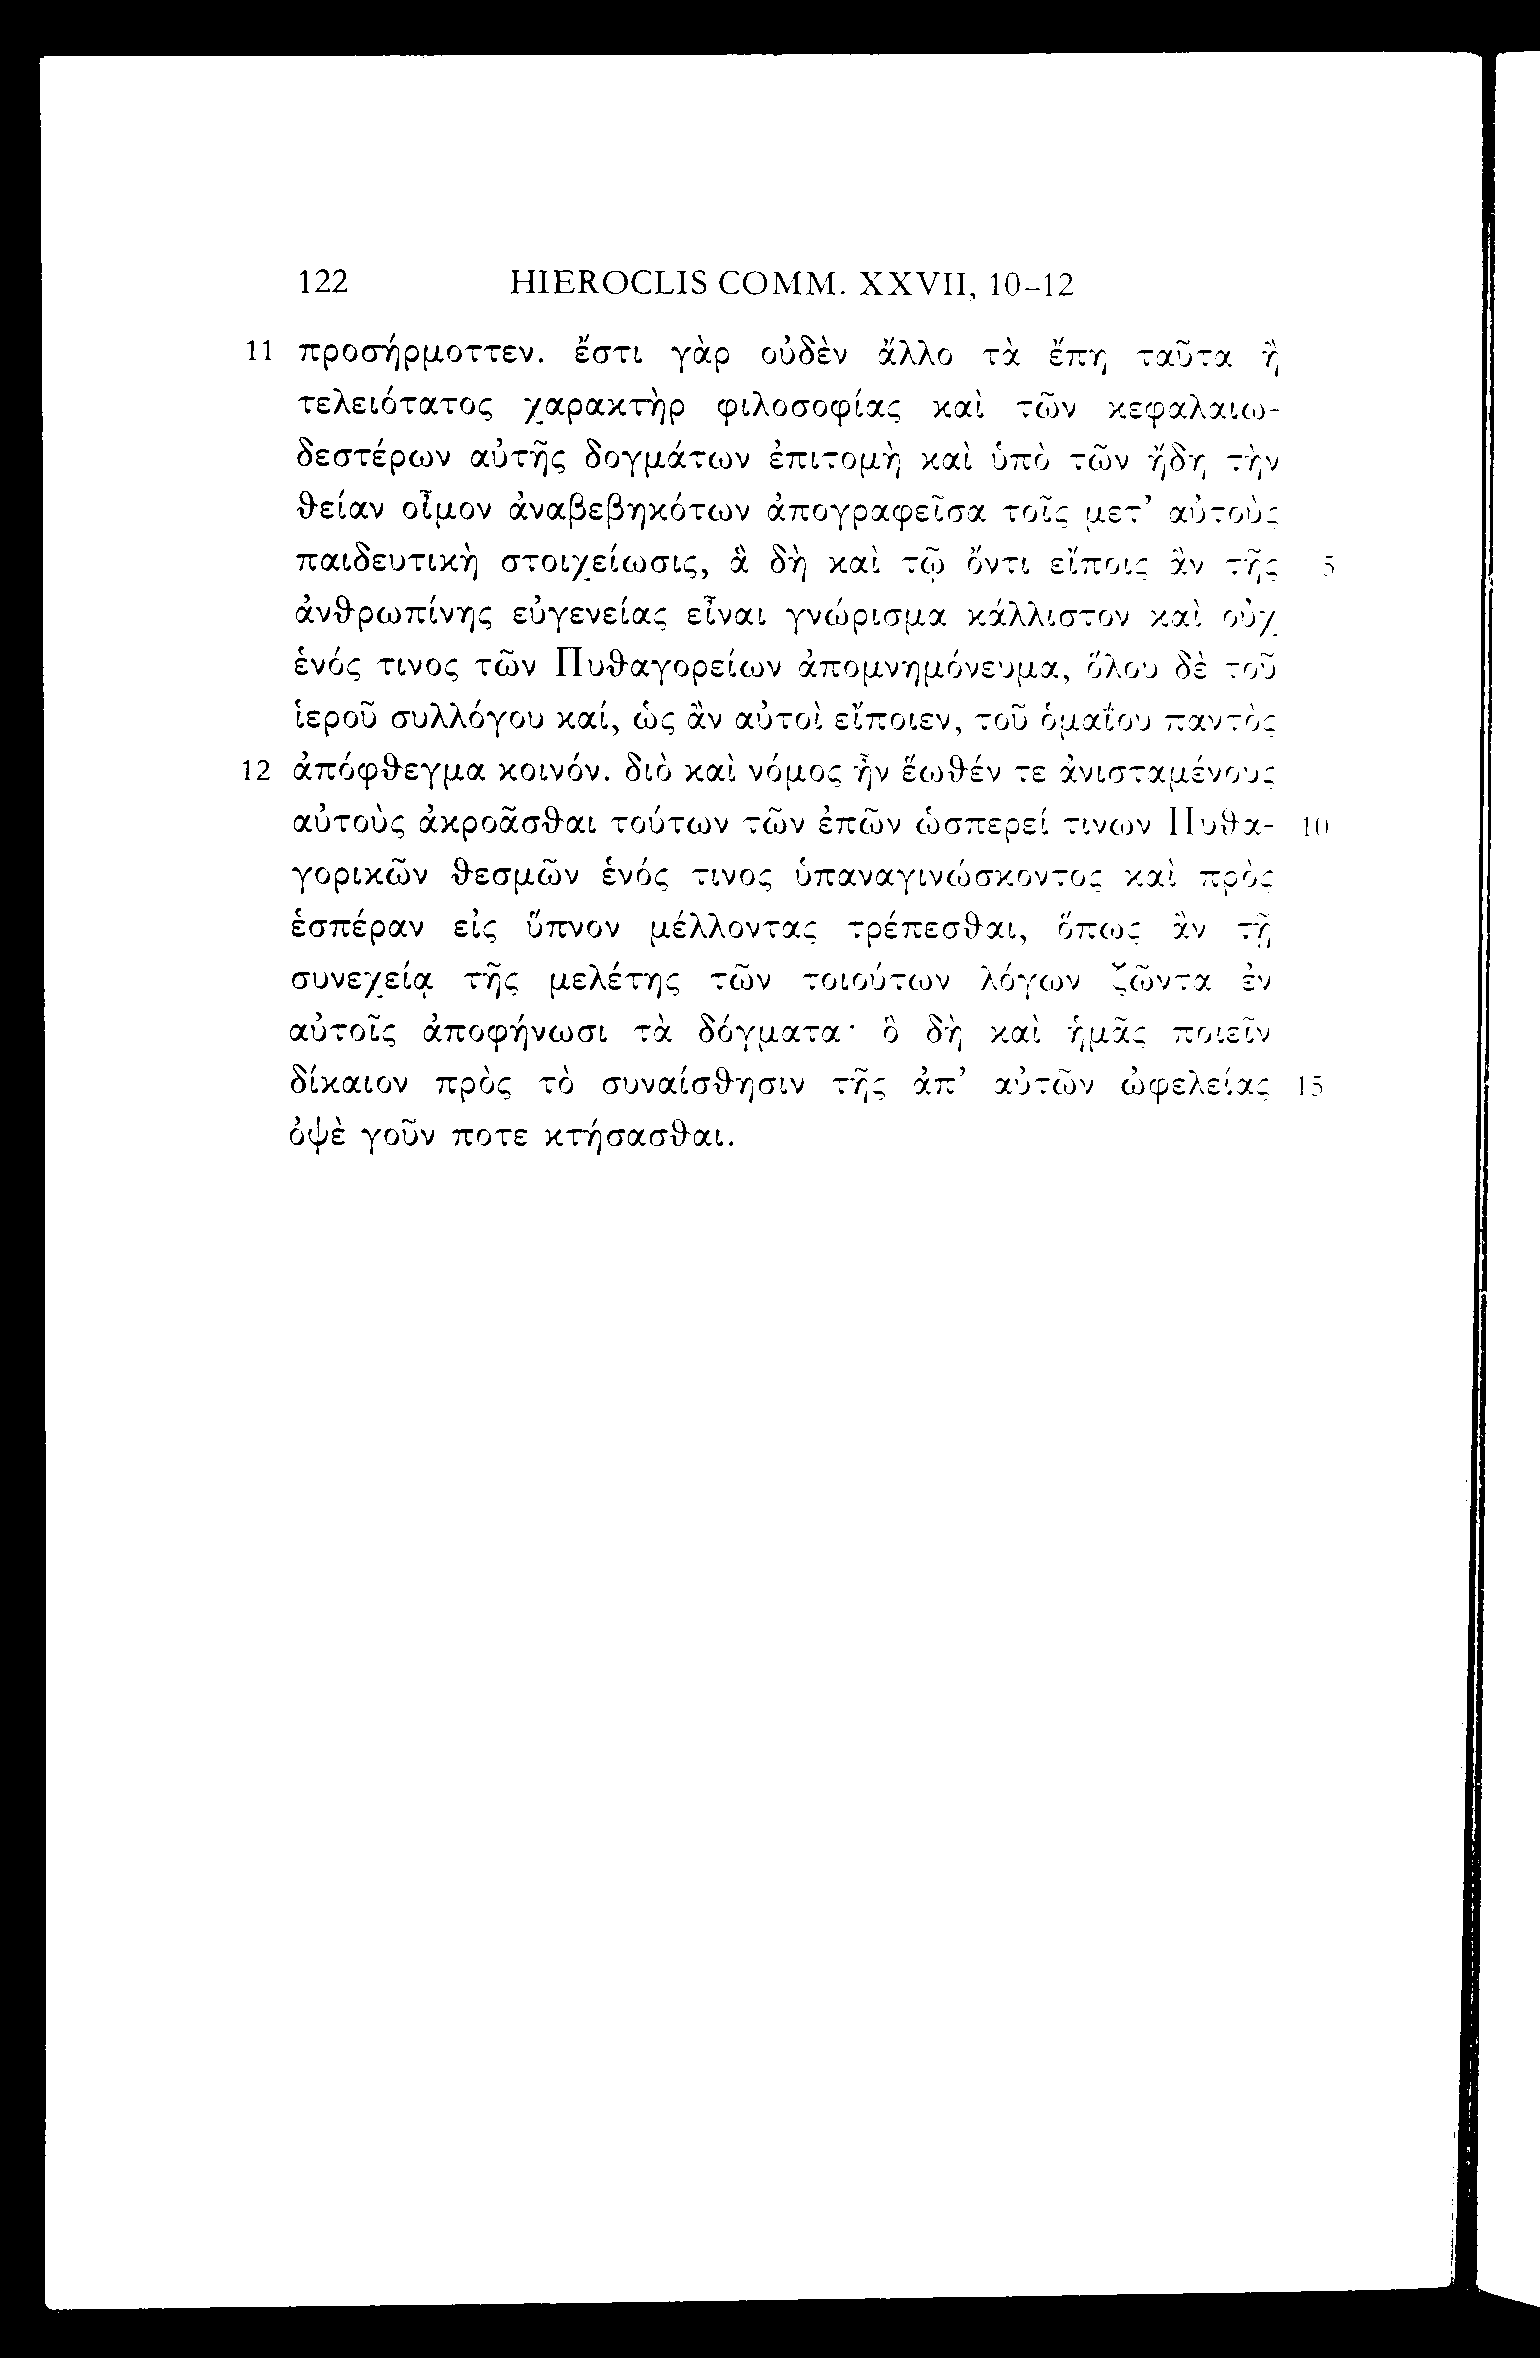 122 HIEROCLIS COMM. XXVII, 10–12
11 προσήρμοττεν. ἔστι γὰρ οὐδὲν ἄλλο τὰ ἔπη ταῦτα ἢ
τελειότατος χαρακτὴρ φιλοσοφίας καὶ τῶν κεφαλαιω-
δεστέρων αὐτῆς δογμάτων ἐπιτομὴ καὶ ὑπὸ τῶν ἤδη τὴν
θείαν οἶμον ἀναβεβηκότων ἀπογραφεῖσα τοῖς μετ’ αὐτοὺς
παιδευτικὴ στοιχείωσις, ἃ δὴ καὶ τῷ ὄντι εἴποις ἂν τῆς 5
ἀνθρωπίνης εὐγενείας εἶναι γνώρισμα κάλλιστον καὶ οὐχ
ἑνός τινος τῶν Πυθαγορείων ἀπομνημόνευμα, ὅλου δὲ τοῦ
ἱεροῦ συλλόγου καί, ὡς ἂν αὐτοὶ εἴποιεν, τοῦ ὁμαΐου παντὸς
12 ἀπόφθεγμα κοινόν. διὸ καὶ νόμος ἦν ἕωθέν τε ἀνισταμένους
αὐτοὺς ἀκροᾶσθαι τούτων τῶν ἐπῶν ὡσπερεί τινων Πυθα- 10
γορικῶν θεσμῶν ἑνός τινος ὑπαναγινώσκοντος καὶ πρὸς
ἑσπέραν εἰς ὕπνον μέλλοντας τρέπεσθαι, ὅπως ἂν τῇ
συνεχείᾳ τῆς μελέτης τῶν τοιούτων λόγων ζῶντα ἐν
αὐτοῖς ἀποφήνωσι τὰ δόγματα· ὃ δὴ καὶ ἡμᾶς ποιεῖν
δίκαιον πρὸς τὸ συναίσθησιν τῆς ἀπ’ αὐτῶν ὠφελείας 15
ὀψὲ γοῦν ποτε κτήσασθαι.